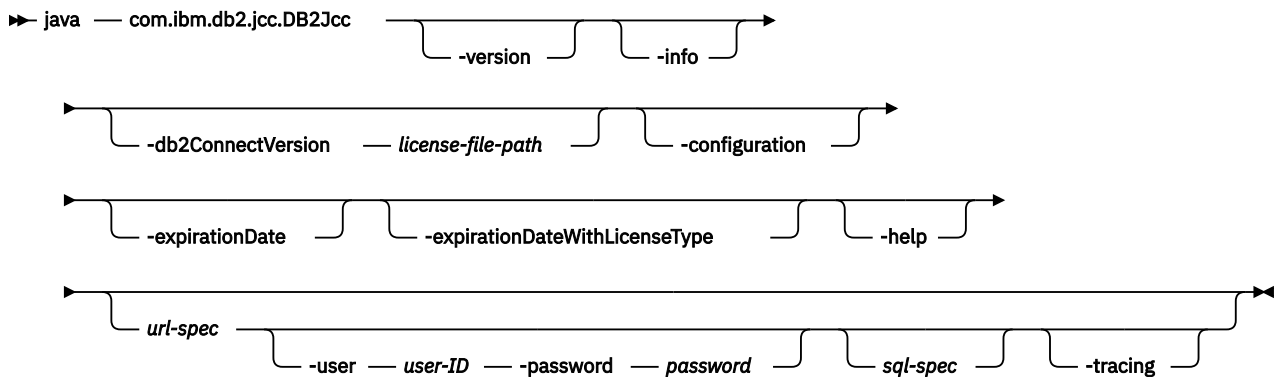 java com.ibm.db2.jcc.DB2Jcc
-version -info
-db2ConnectVersion license-file-path -configuration
-expirationDate -expirationDateWithLicenseType -help
url-spec
-user user-ID -password password sql-spec -tracing